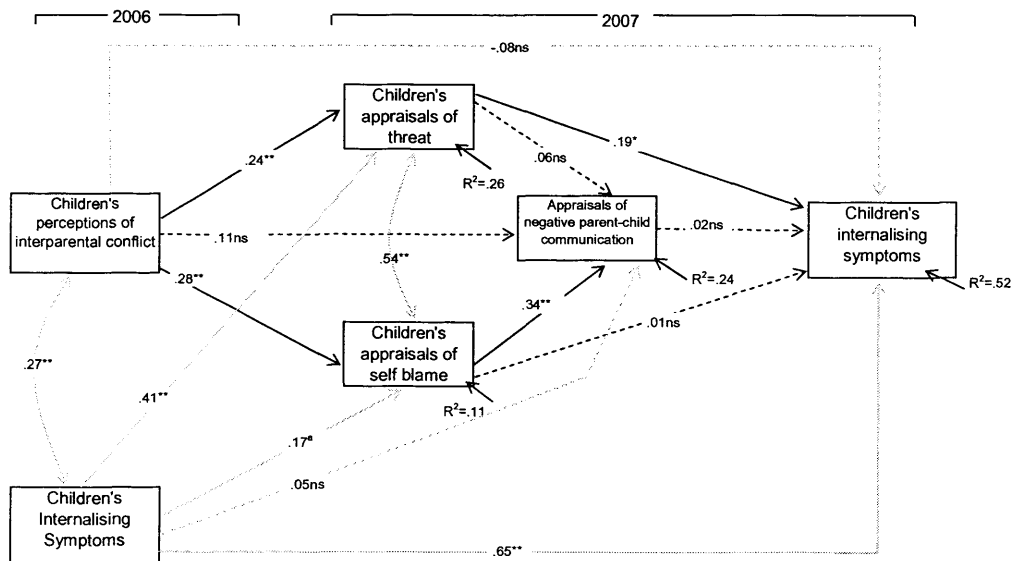 2006
2007
-.08ns
Children's
appraisals of
threat
.24**
.19*
.06ns
R²=.26
Children's
perceptions of
interparental conflict
Appraisals of
negative parent-child
communication
Children's
internalising
symptoms
.11ns
.02ns
.54**
R²=.24
R²=.52
.28**
.34**
Children's
appraisals of
self blame
.01ns
.27**
.41**
R²=.11
.17ª
.05ns
Children's
Internalising
Symptoms
.65**